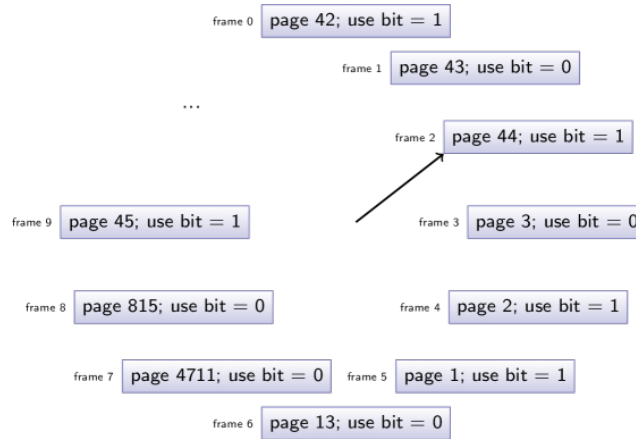 frame 0 page 42; use bit = 1
frame 1 page 43; use bit = 0
...
frame 2 page 44; use bit = 1
frame 9 page 45; use bit = 1
frame 3 page 3; use bit = 0
frame 8 page 815; use bit = 0
frame 4 page 2; use bit = 1
frame 7 page 4711; use bit = 0
frame 5 page 1; use bit = 1
frame 6 page 13; use bit = 0